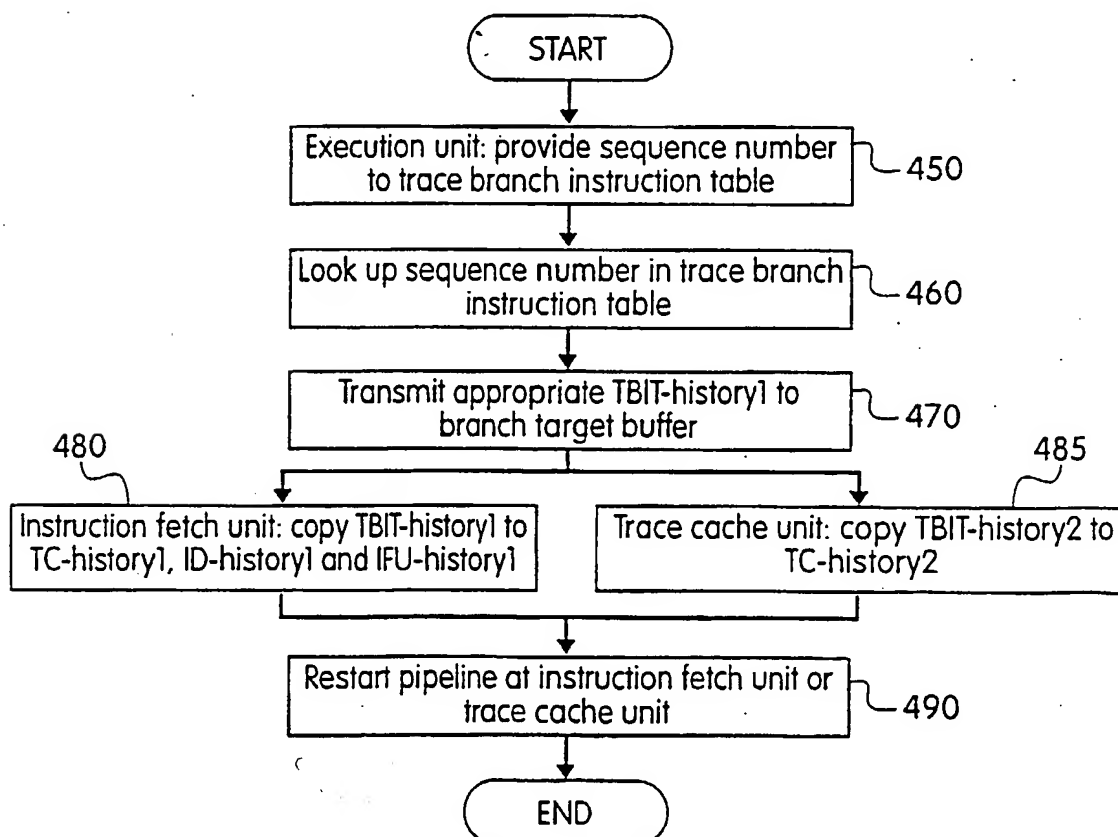 START
Execution unit: provide sequence number
to trace branch instruction table
450
Look up sequence number in trace branch
instruction table
460
Transmit appropriate TBIT-history1 to
branch target buffer
470
480
485
Instruction fetch unit: copy TBIT-history1 to
TC-history1, ID-history1 and IFU-history1
Trace cache unit: copy TBIT-history2 to
TC-history2
Restart pipeline at instruction fetch unit or
trace cache unit
490
END